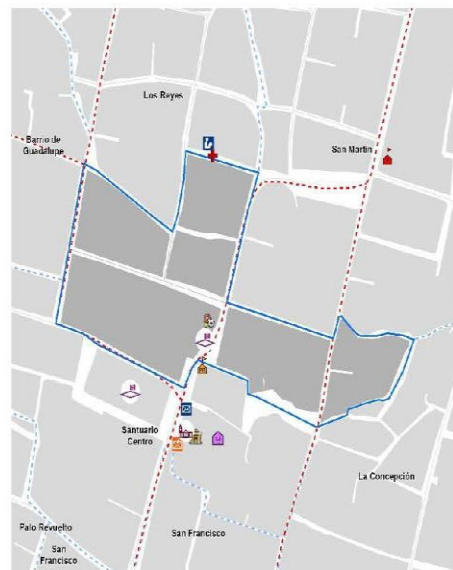 Los Reyes
Barrio de
Guadalupe
San Martín
Santuario
Centro
La Concepción
Palo Revuelto
San
Francisco
San Francisco